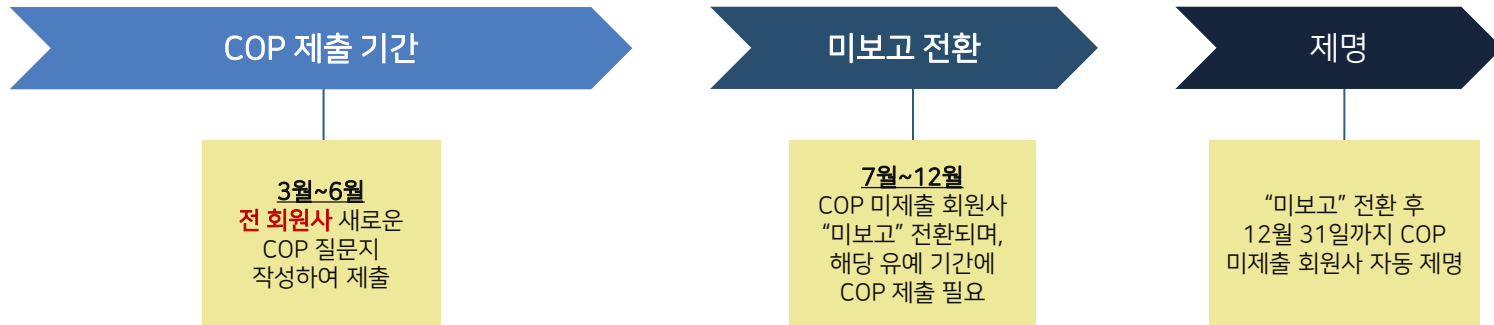 COP 제출 기간
미보고 전환
제명
3월~6월
전 회원사 새로운
COP 질문지
작성하여 제출
7월~12월
COP 미제출 회원사
“미보고” 전환되며,
해당 유예 기간에
COP 제출 필요
“미보고” 전환 후
12월 31일까지 COP
미제출 회원사 자동 제명